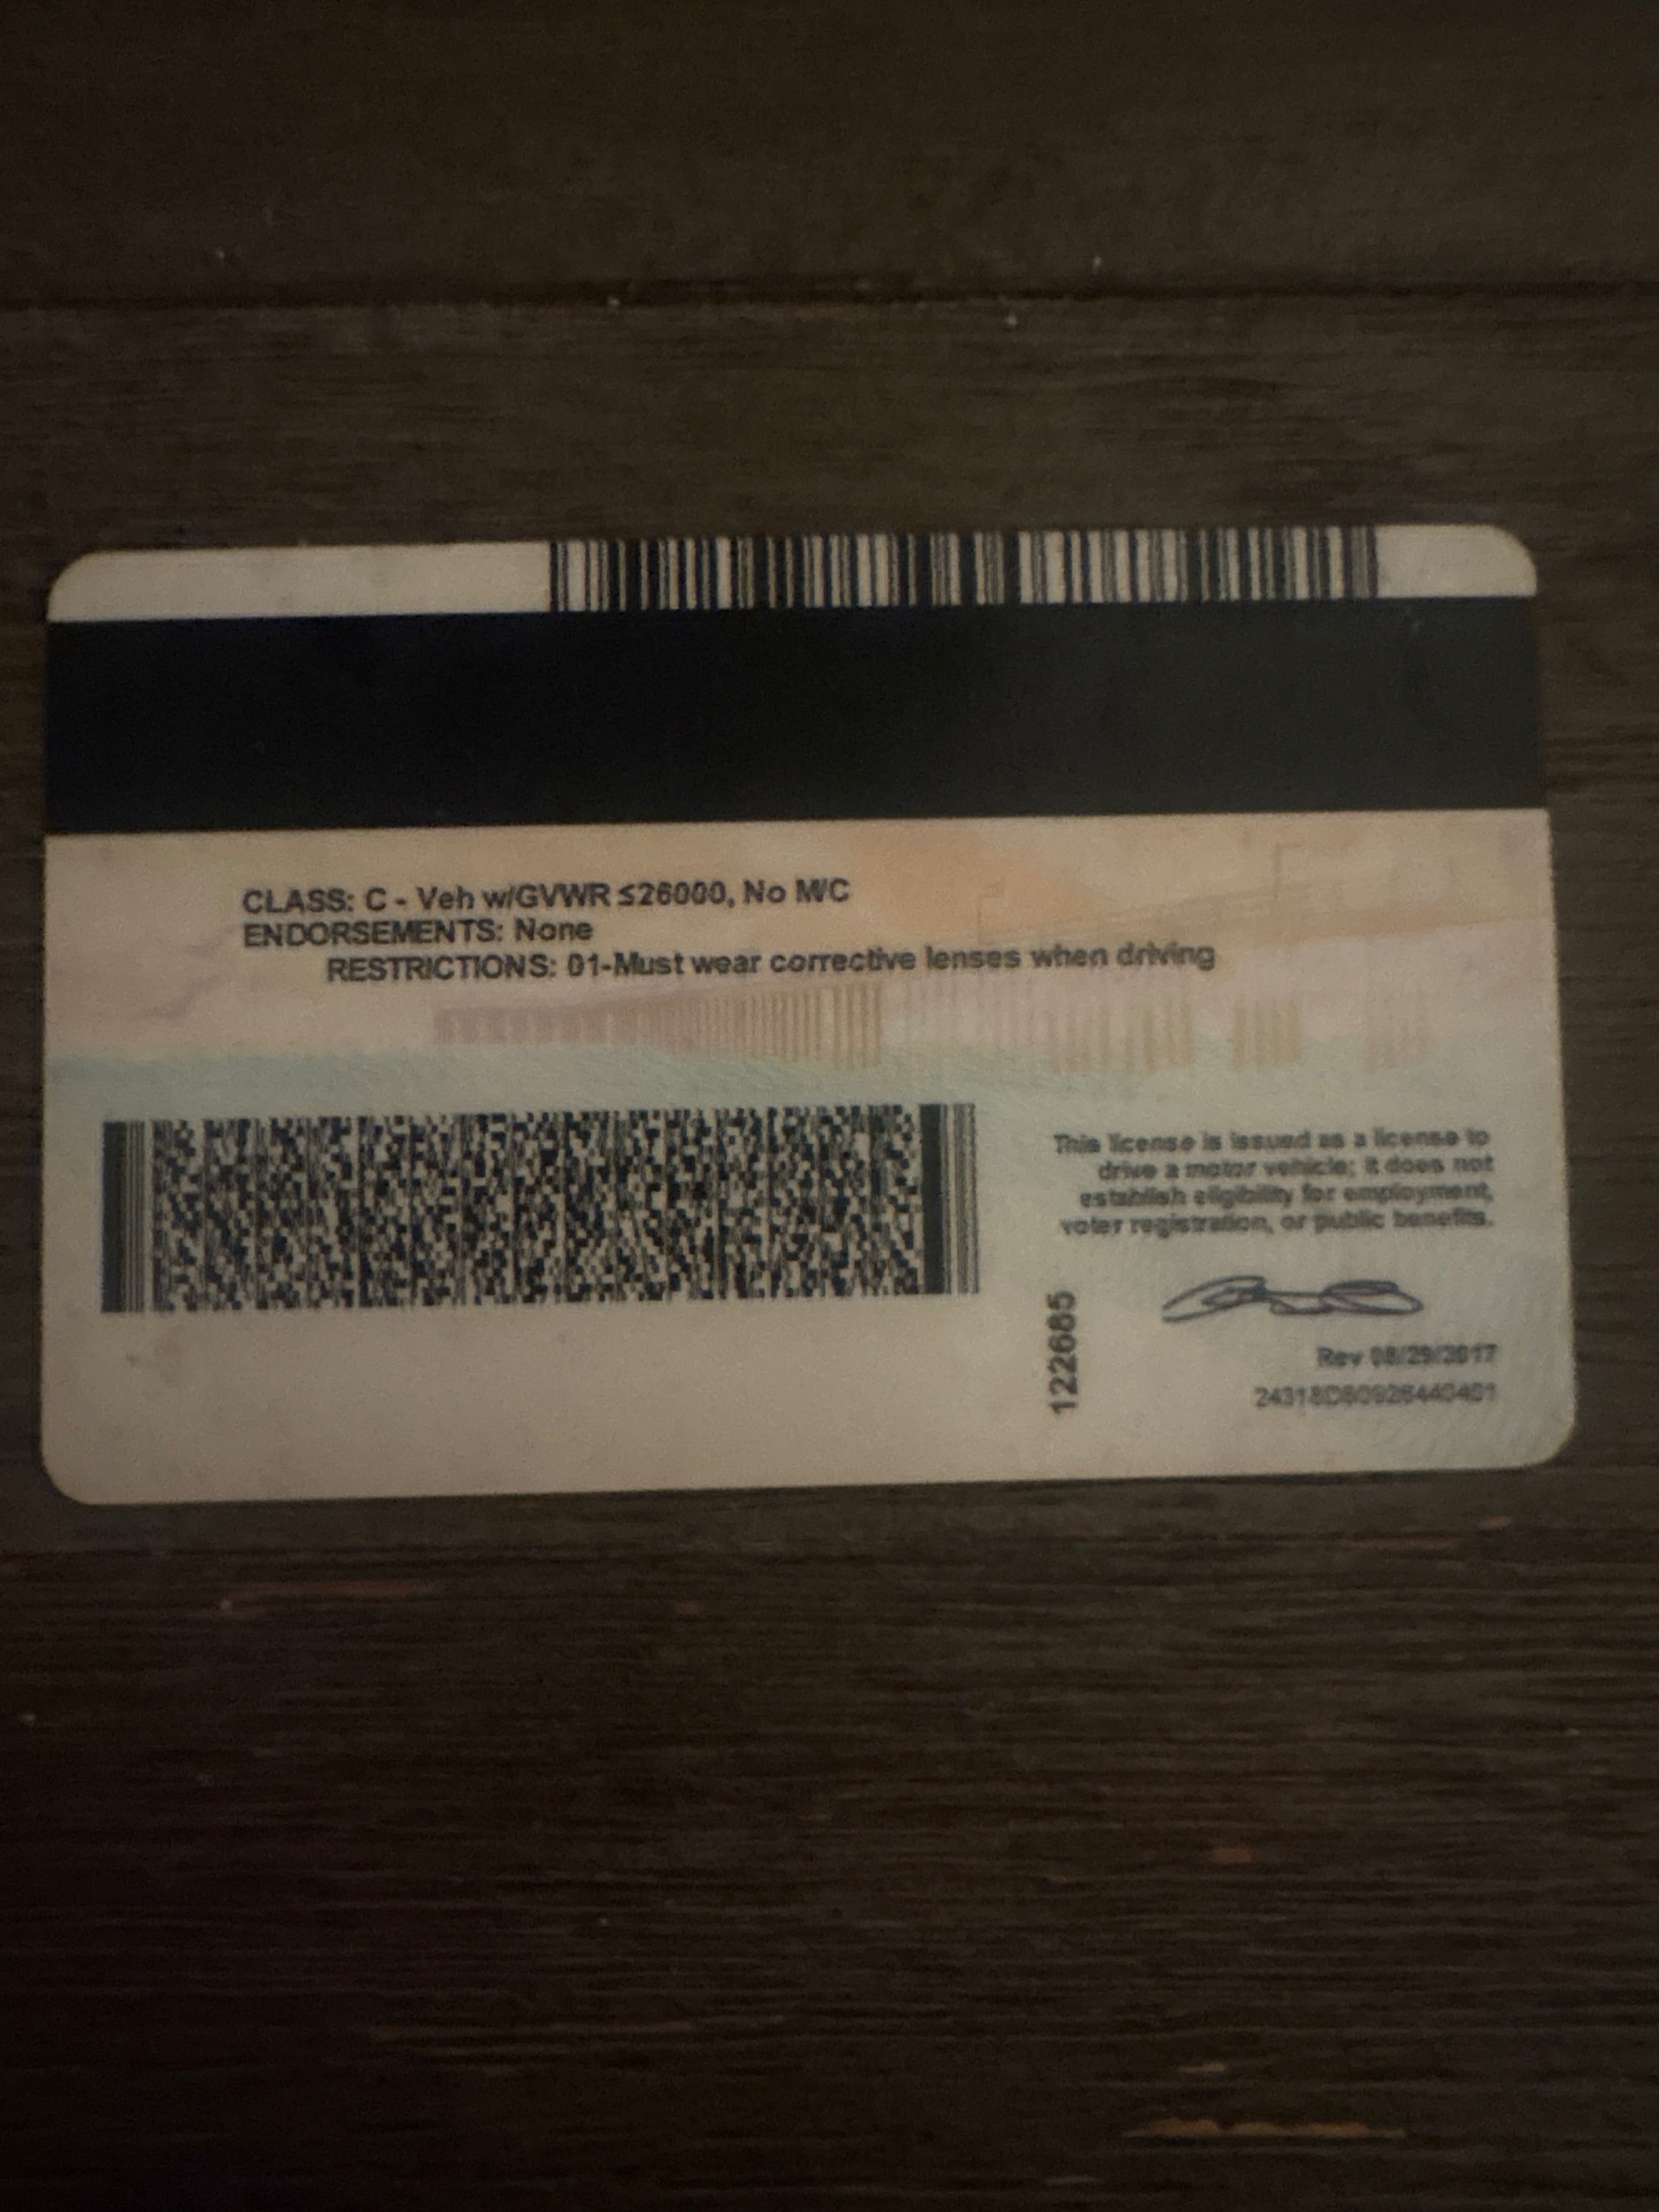 CLASS: C - Veh w/GVWR ≤26000, No M/C
ENDORSEMENTS: None
RESTRICTIONS: 01-Must wear corrective lenses when driving
This license is issued as a license to
drive a motor vehicle; it does not
establish eligibility for employment,
voter registration, or public benefits.
122685
Rev 08/29/2017